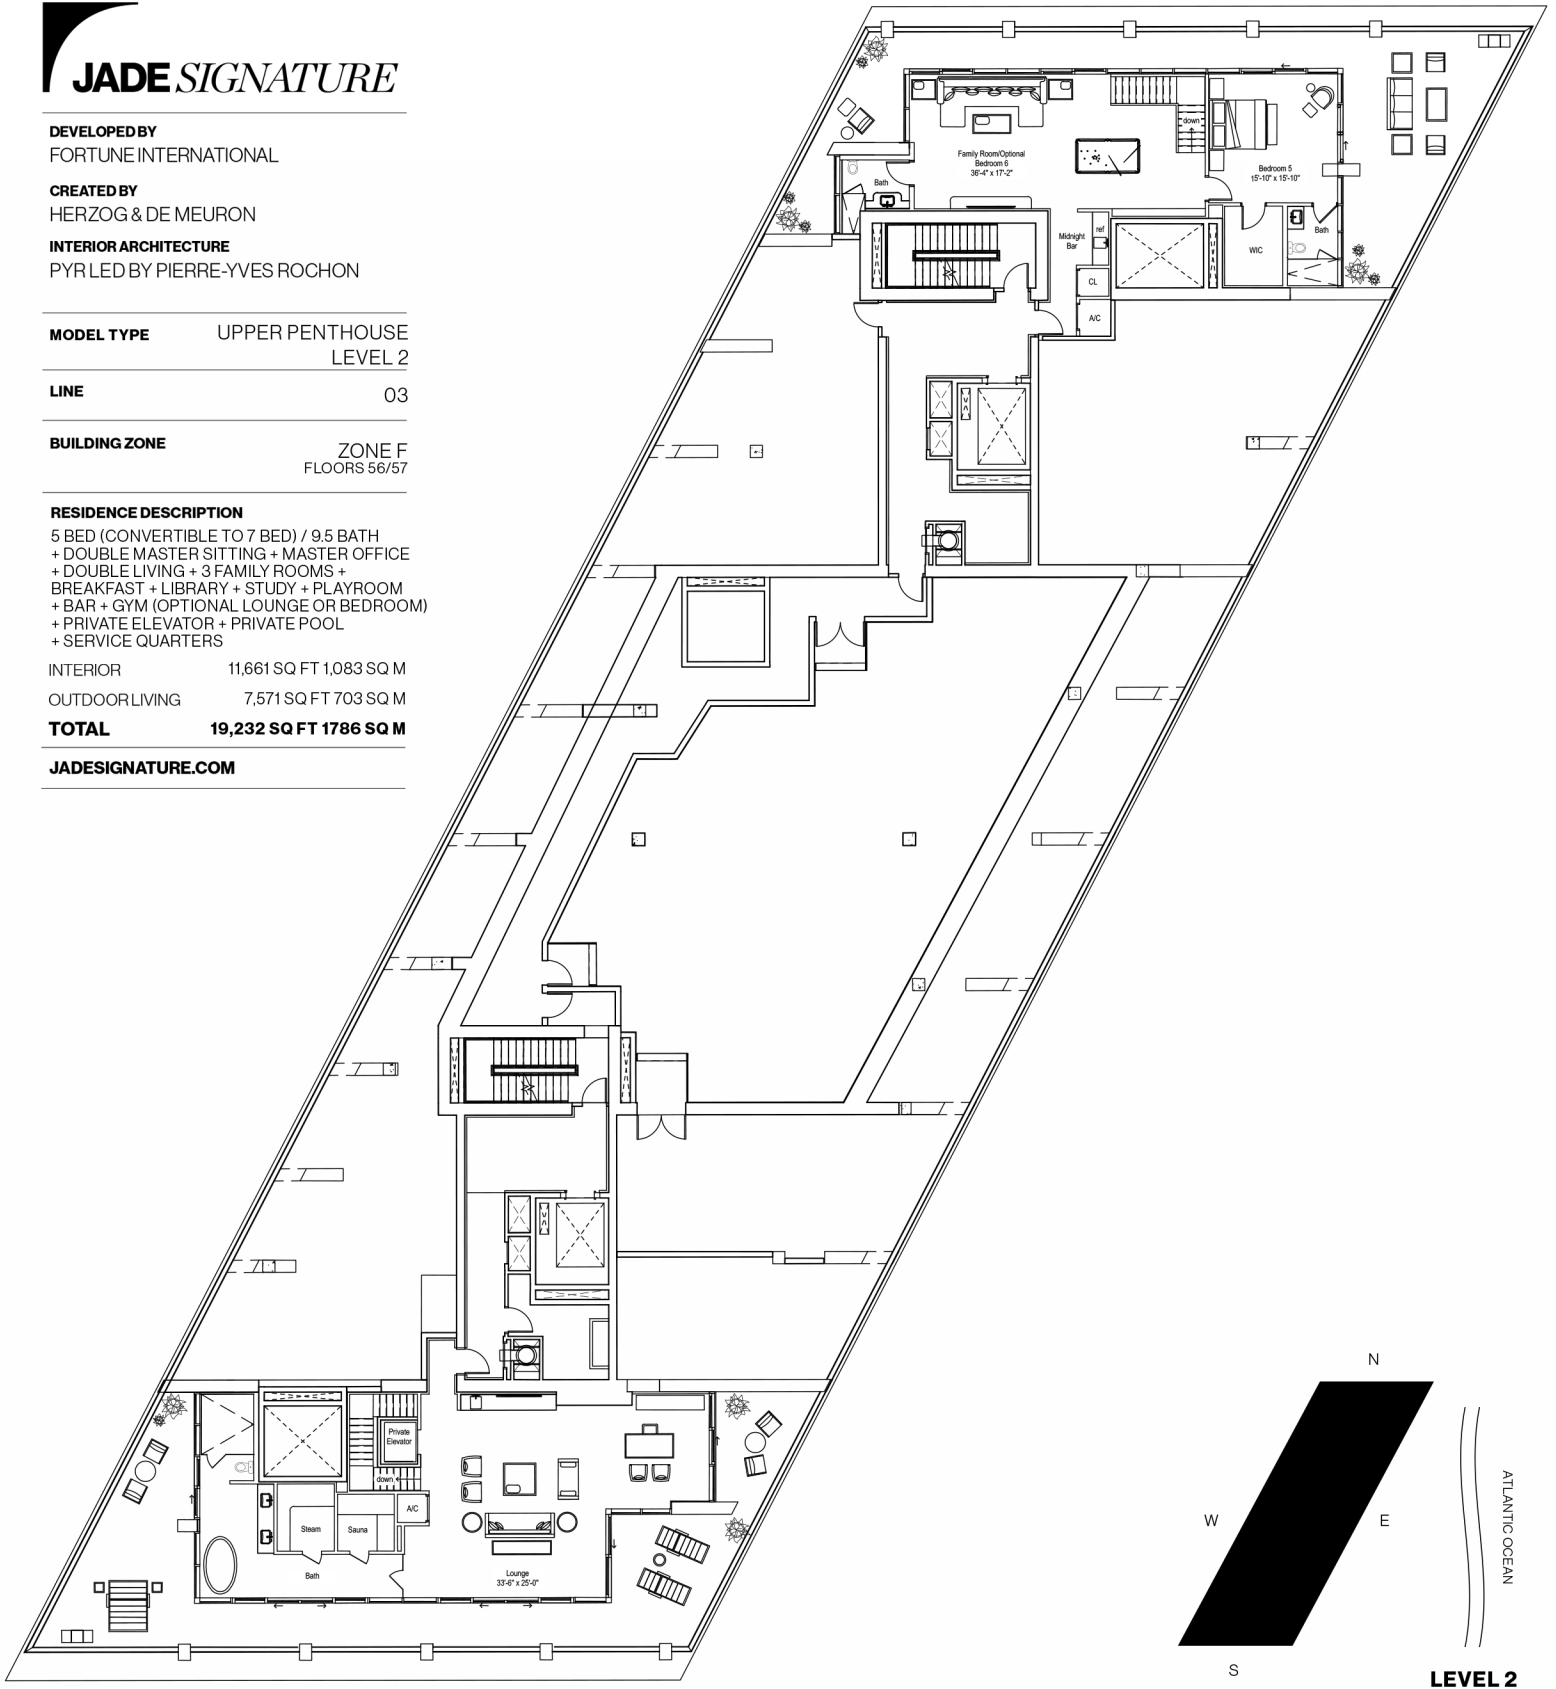 JADE SIGNATURE
DEVELOPED BY
FORTUNE INTERNATIONAL
CREATED BY
HERZOG & DE MEURON
INTERIOR ARCHITECTURE
PYR LED BY PIERRE-YVES ROCHON
MODEL TYPE UPPER PENTHOUSE
LEVEL 2
LINE 03
BUILDING ZONE ZONE F
FLOORS 56/57
RESIDENCE DESCRIPTION
5 BED (CONVERTIBLE TO 7 BED) / 9.5 BATH
+ DOUBLE MASTER SITTING + MASTER OFFICE
+ DOUBLE LIVING + 3 FAMILY ROOMS +
BREAKFAST + LIBRARY + STUDY + PLAYROOM
+ BAR + GYM (OPTIONAL LOUNGE OR BEDROOM)
+ PRIVATE ELEVATOR + PRIVATE POOL
+ SERVICE QUARTERS
INTERIOR 11,661 SQ FT 1,083 SQ M
OUTDOOR LIVING 7,571 SQ FT 703 SQ M
TOTAL 19,232 SQ FT 1786 SQ M
JADESIGNATURE.COM
down
Family Room/Optional
Bedroom 6
36'-4" x 17'-2"
Bedroom 5
15'-10" x 15'-10"
Bath
Midnight
Bar
ref
WIC
Bath
CL
A/C
Private
Elevator
down
A/C
Steam
Sauna
Bath
Lounge
33'-6" x 25'-0"
N
W
E
S
ATLANTIC OCEAN
LEVEL 2